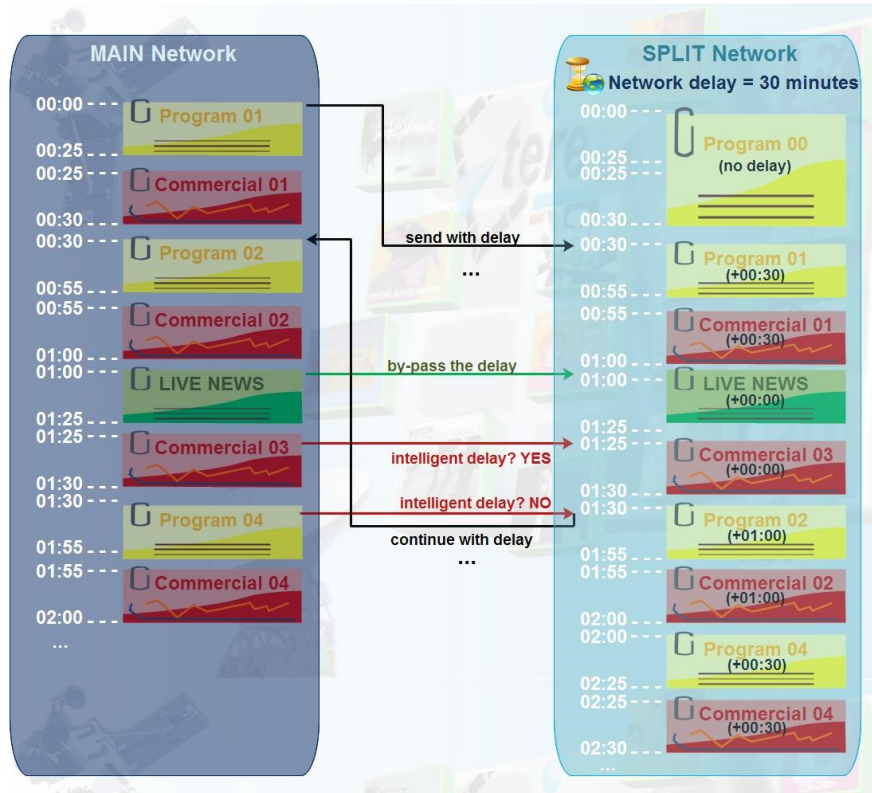 MAIN Network
00:00
Program 01
00:25
00:25
Commercial 01
00:30
00:30
Program 02
00:55
00:55
Commercial 02
01:00
01:00
LIVE NEWS
01:25
01:25
Commercial 03
01:30
01:30
Program 04
01:55
01:55
Commercial 04
02:00
...
send with delay
...
by-pass the delay
intelligent delay? YES
intelligent delay? NO
continue with delay
...
SPLIT Network
Network delay = 30 minutes
00:00
Program 00
(no delay)
00:25
00:25
00:30
00:30
Program 01
(+00:30)
00:55
00:55
Commercial 01
(+00:30)
01:00
01:00
LIVE NEWS
(+00:00)
01:25
01:25
Commercial 03
(+00:00)
01:30
01:30
Program 02
(+01:00)
01:55
01:55
Commercial 02
(+01:00)
02:00
02:00
Program 04
(+00:30)
02:25
02:25
Commercial 04
(+00:30)
02:30
...
tere